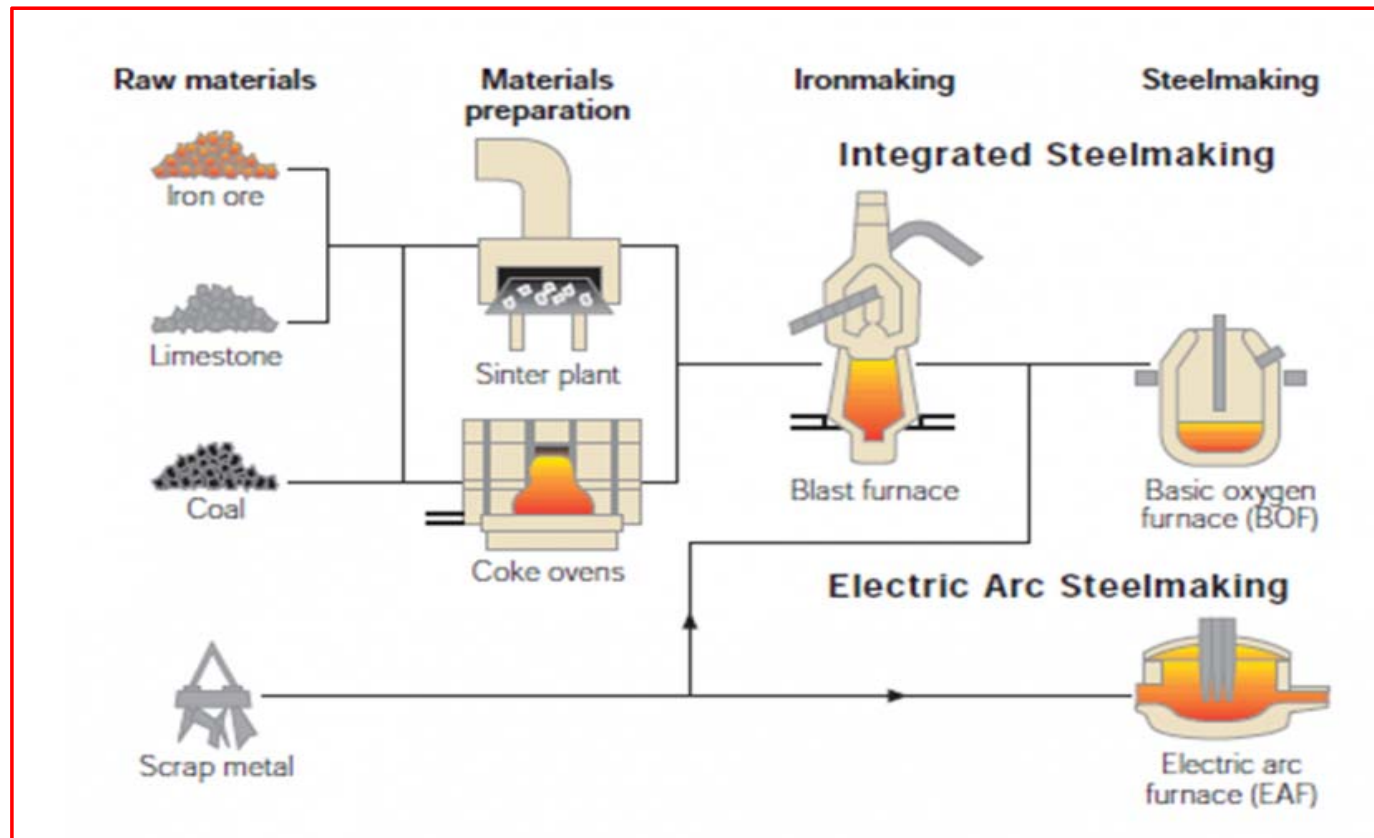 Raw materials
Materials
preparation
Ironmaking
Steelmaking
Integrated Steelmaking
Iron ore
Limestone
Sinter plant
Coal
Coke ovens
Blast furnace
Basic oxygen
furnace (BOF)
Electric Arc Steelmaking
Scrap metal
Electric arc
furnace (EAF)